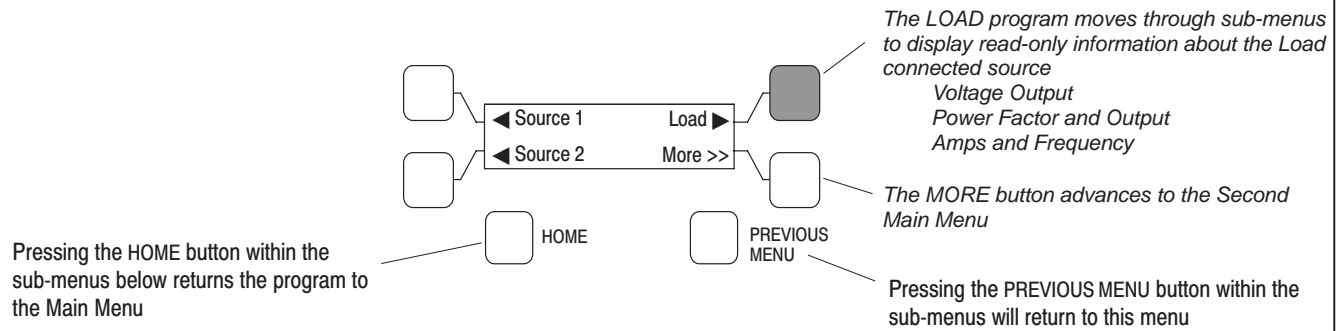 The LOAD program moves through sub-menus
to display read-only information about the Load
connected source
Voltage Output
Power Factor and Output
Amps and Frequency
◀ Source 1 Load ▶
◀ Source 2 More >>
The MORE button advances to the Second
Main Menu
HOME
PREVIOUS
MENU
Pressing the HOME button within the
sub-menus below returns the program to
the Main Menu
Pressing the PREVIOUS MENU button within the
sub-menus will return to this menu